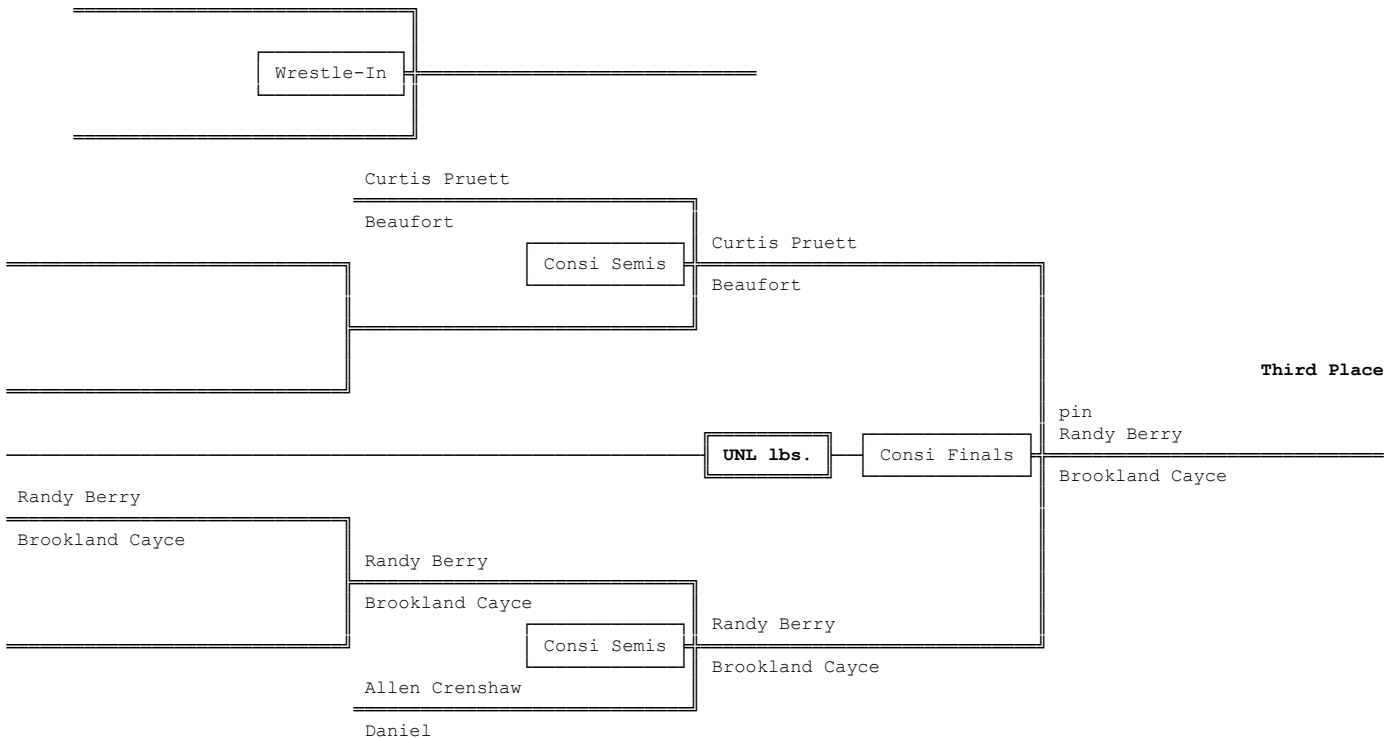 Wrestle-In
Curtis Pruett
Beaufort
Curtis Pruett
Consi Semis
Beaufort
Third Place
pin
Randy Berry
UNL lbs.
Consi Finals
Brookland Cayce
Randy Berry
Brookland Cayce
Randy Berry
Brookland Cayce
Randy Berry
Consi Semis
Brookland Cayce
Allen Crenshaw
Daniel